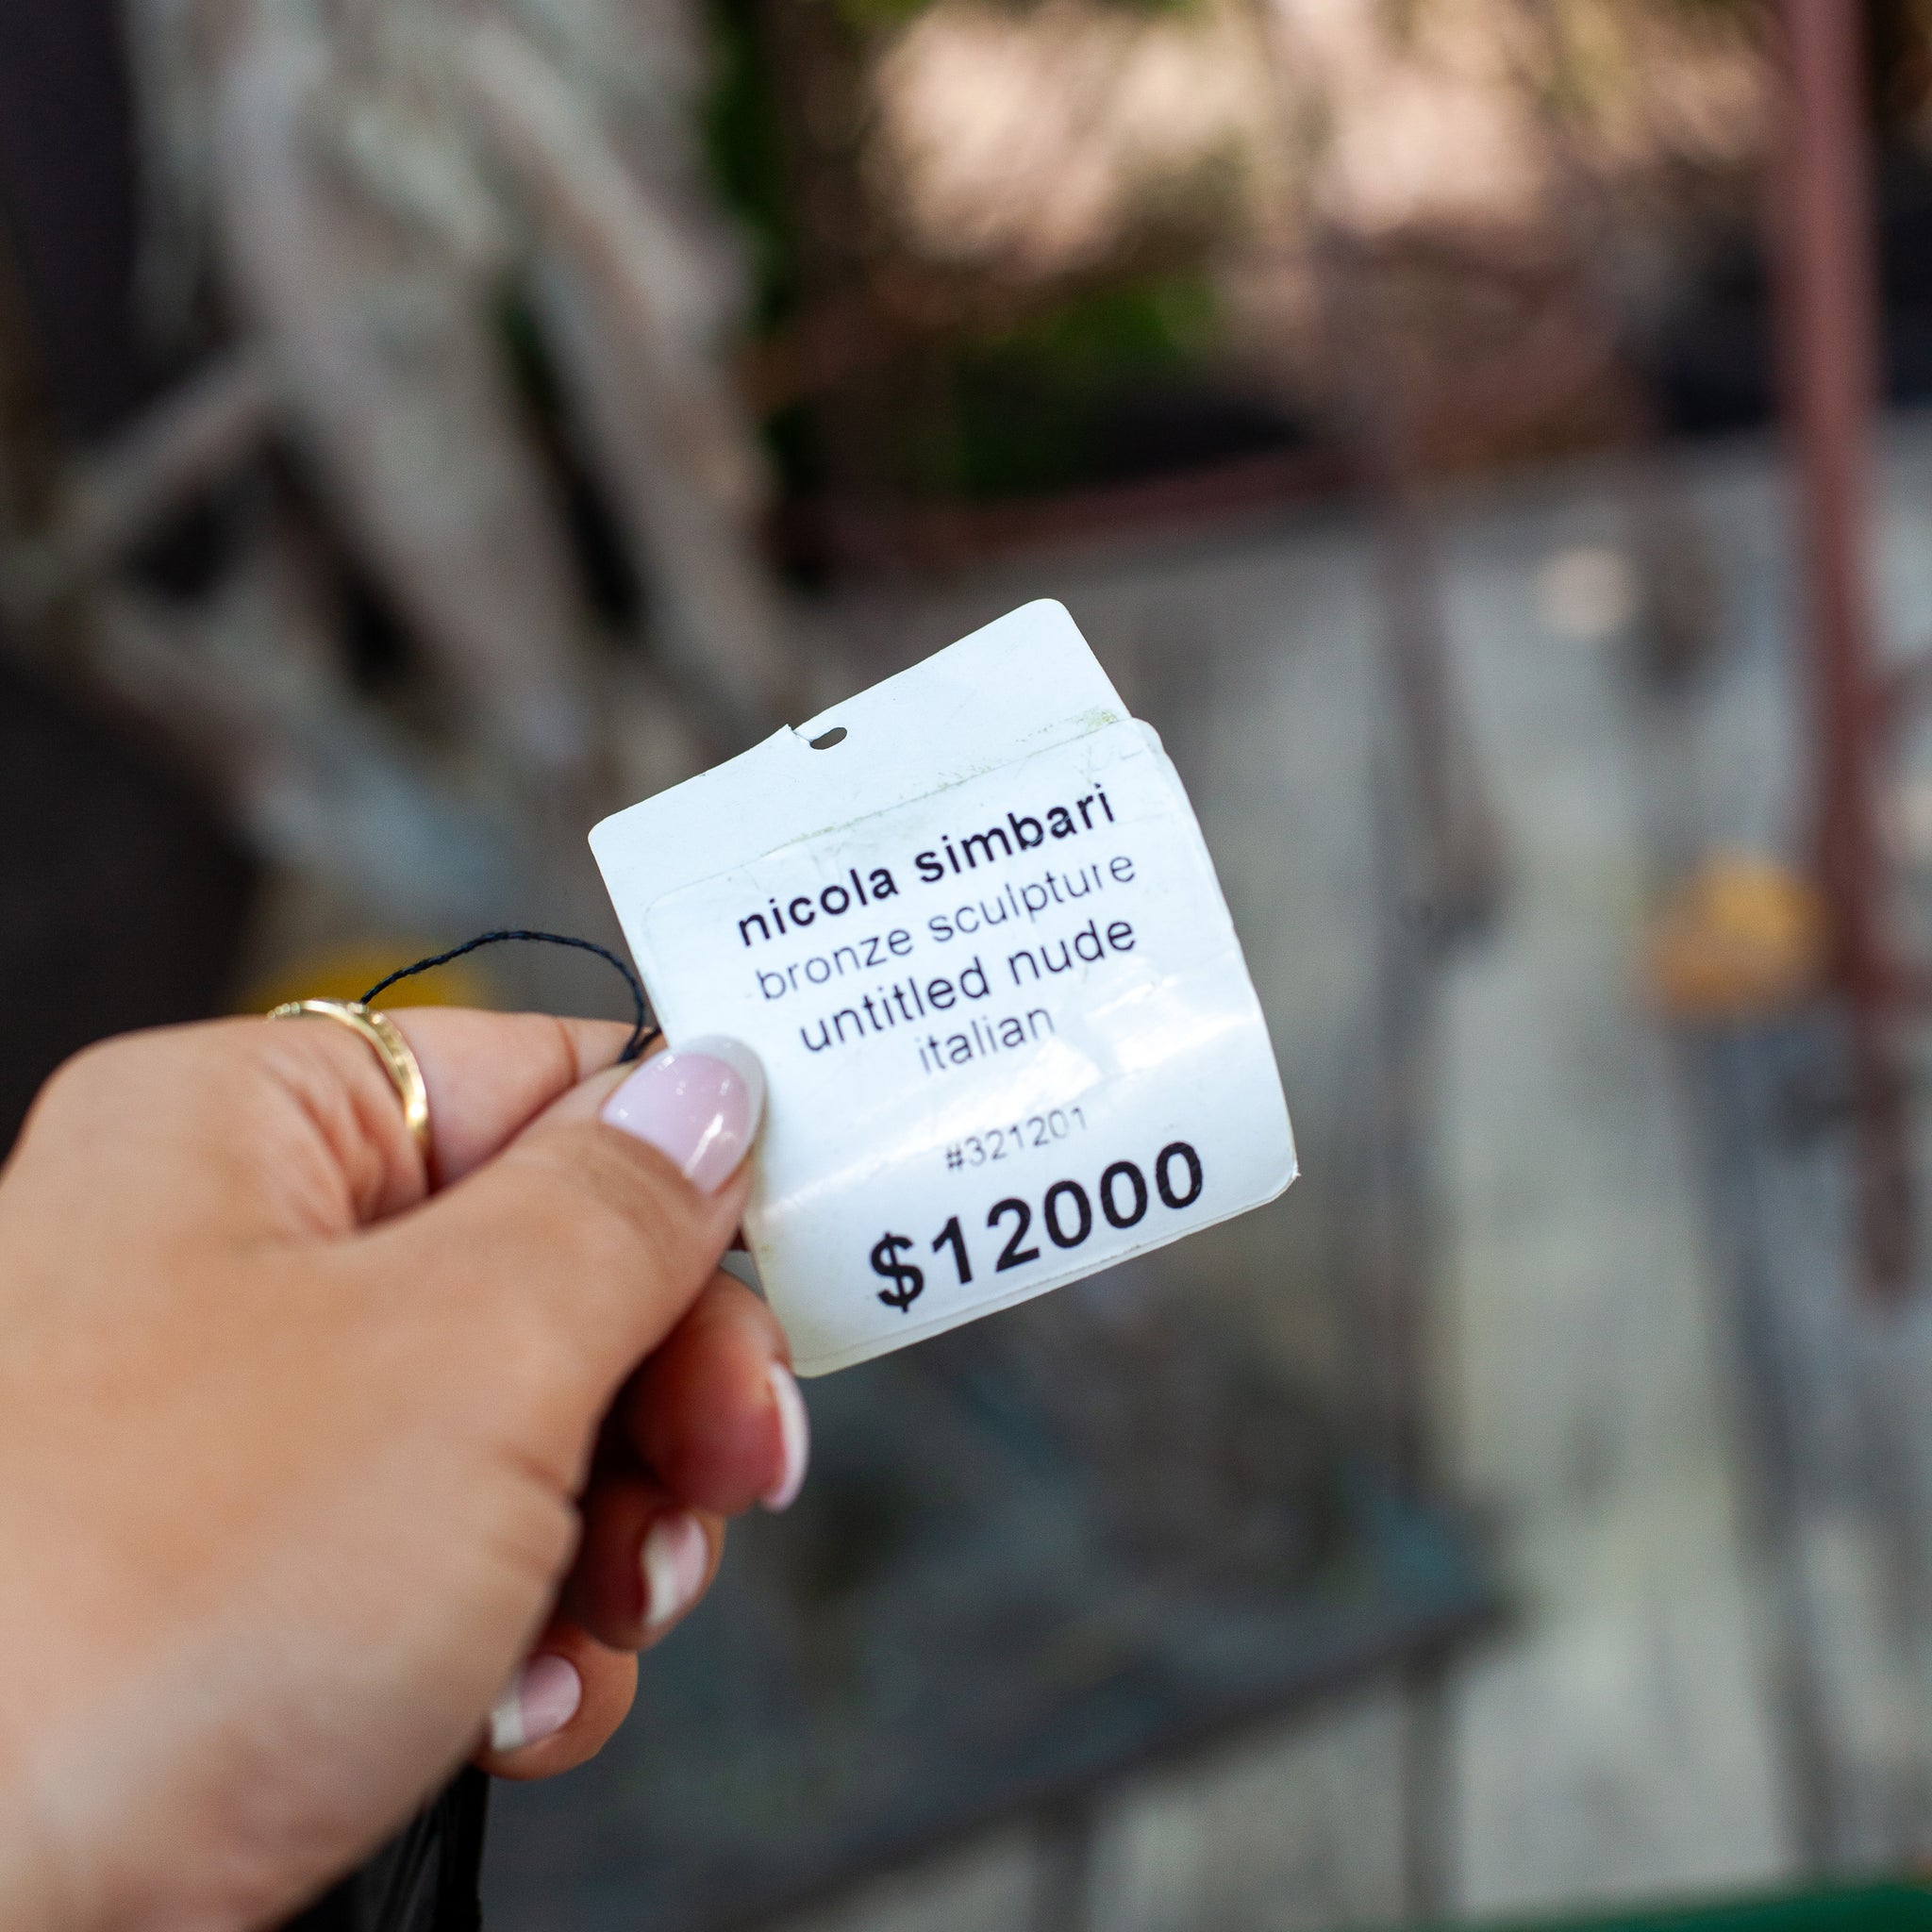 nicola simbari
bronze sculpture
untitled nude
italian
#321201
$12000